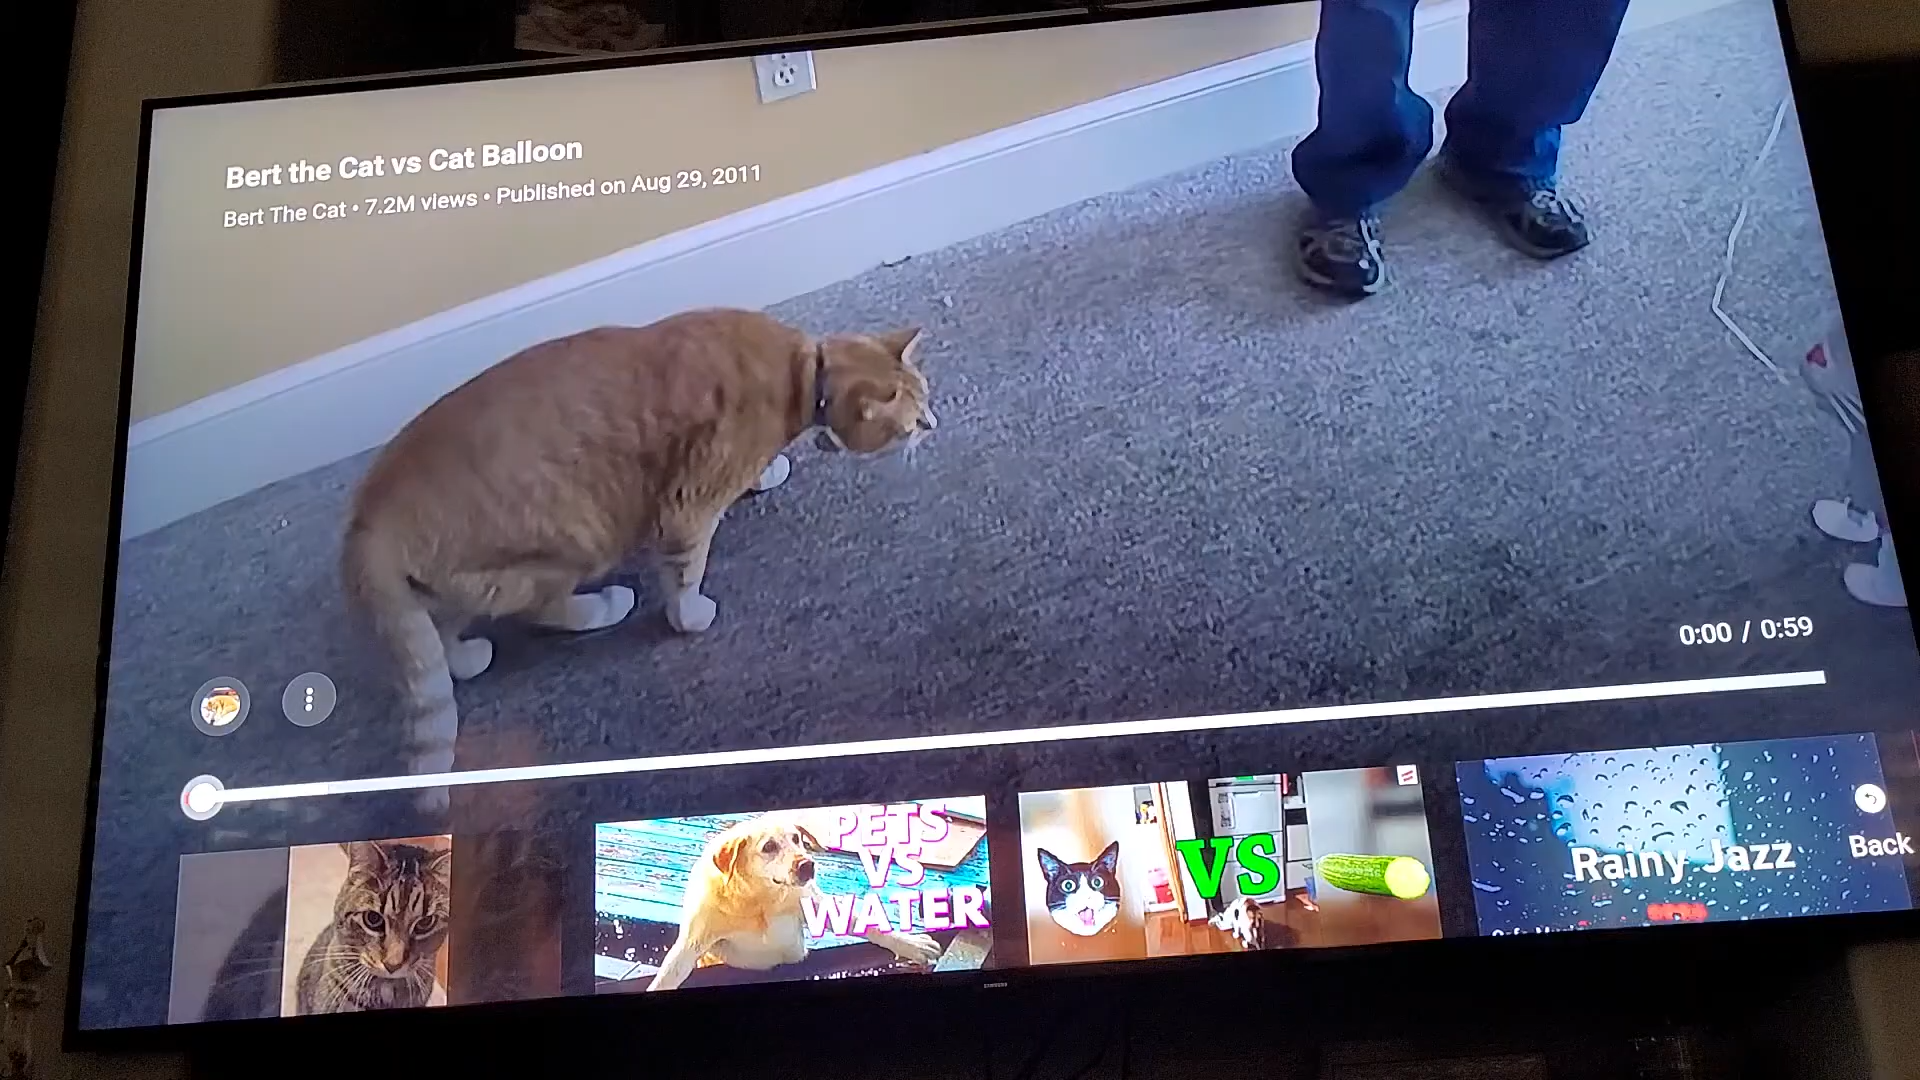 Bert the Cat vs Cat Balloon
Bert The Cat • 7.2M views • Published on Aug 29, 2011
0:00 / 0:59
PETS
VS
WATER
VS
Rainy Jazz
Back
SAMSUNG